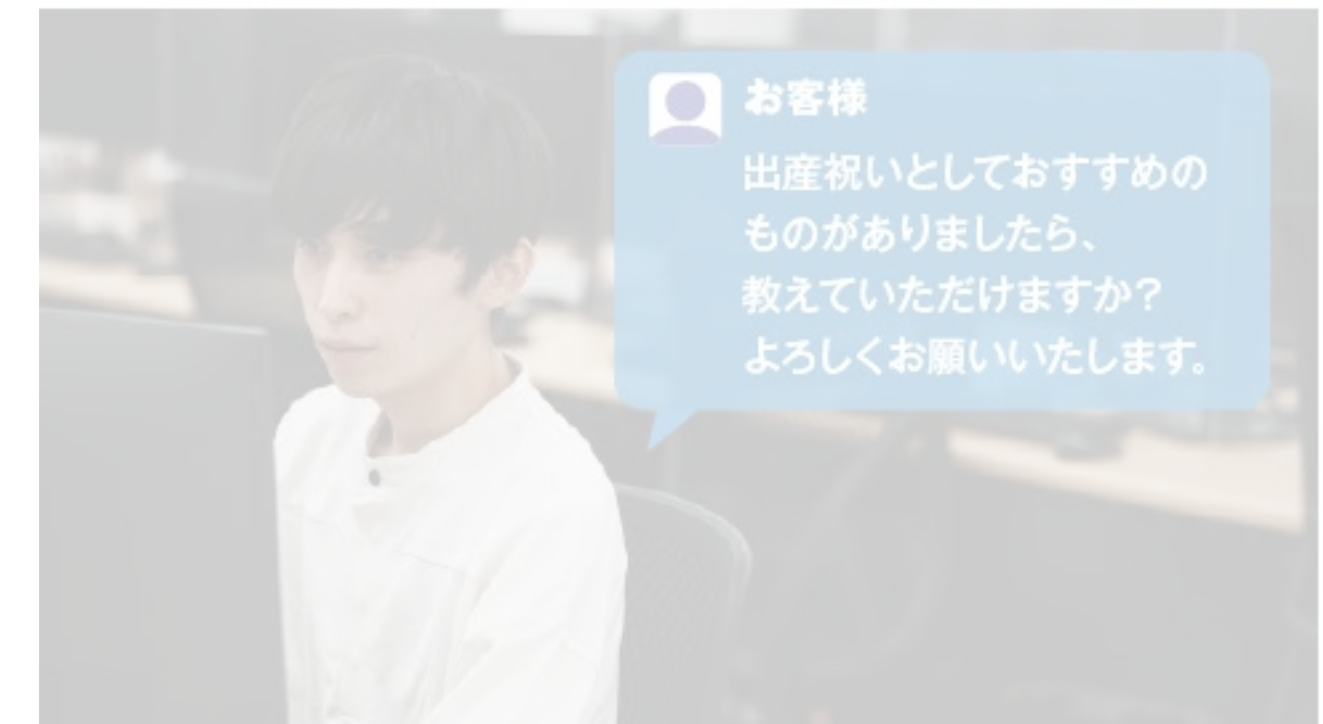 お客様
出産祝いとしておすすめの
ものがありましたら、
教えていただけますか?
よろしくお願いいたします。